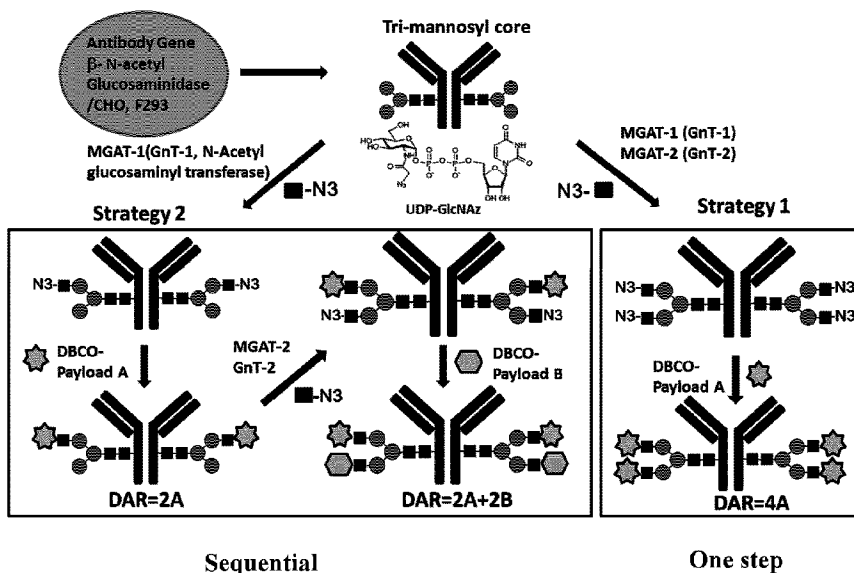 Tri-mannosyl core
Antibody Gene
β- N-acetyl
Glucosaminidase
/CHO, F293
MGAT-1(GnT-1, N-Acetyl
glucosaminyl transferase)
-N3
UDP-GlcNAz
MGAT-1 (GnT-1)
MGAT-2 (GnT-2)
N3-
Strategy 2
Strategy 1
N3-
-N3
N3-
N3
N3-
N3-
N3
N3
DBCO-
Payload A
MGAT-2
GnT-2
-N3
DBCO-
Payload B
DBCO-
Payload A
DAR=2A
DAR=2A+2B
DAR=4A
Sequential
One step